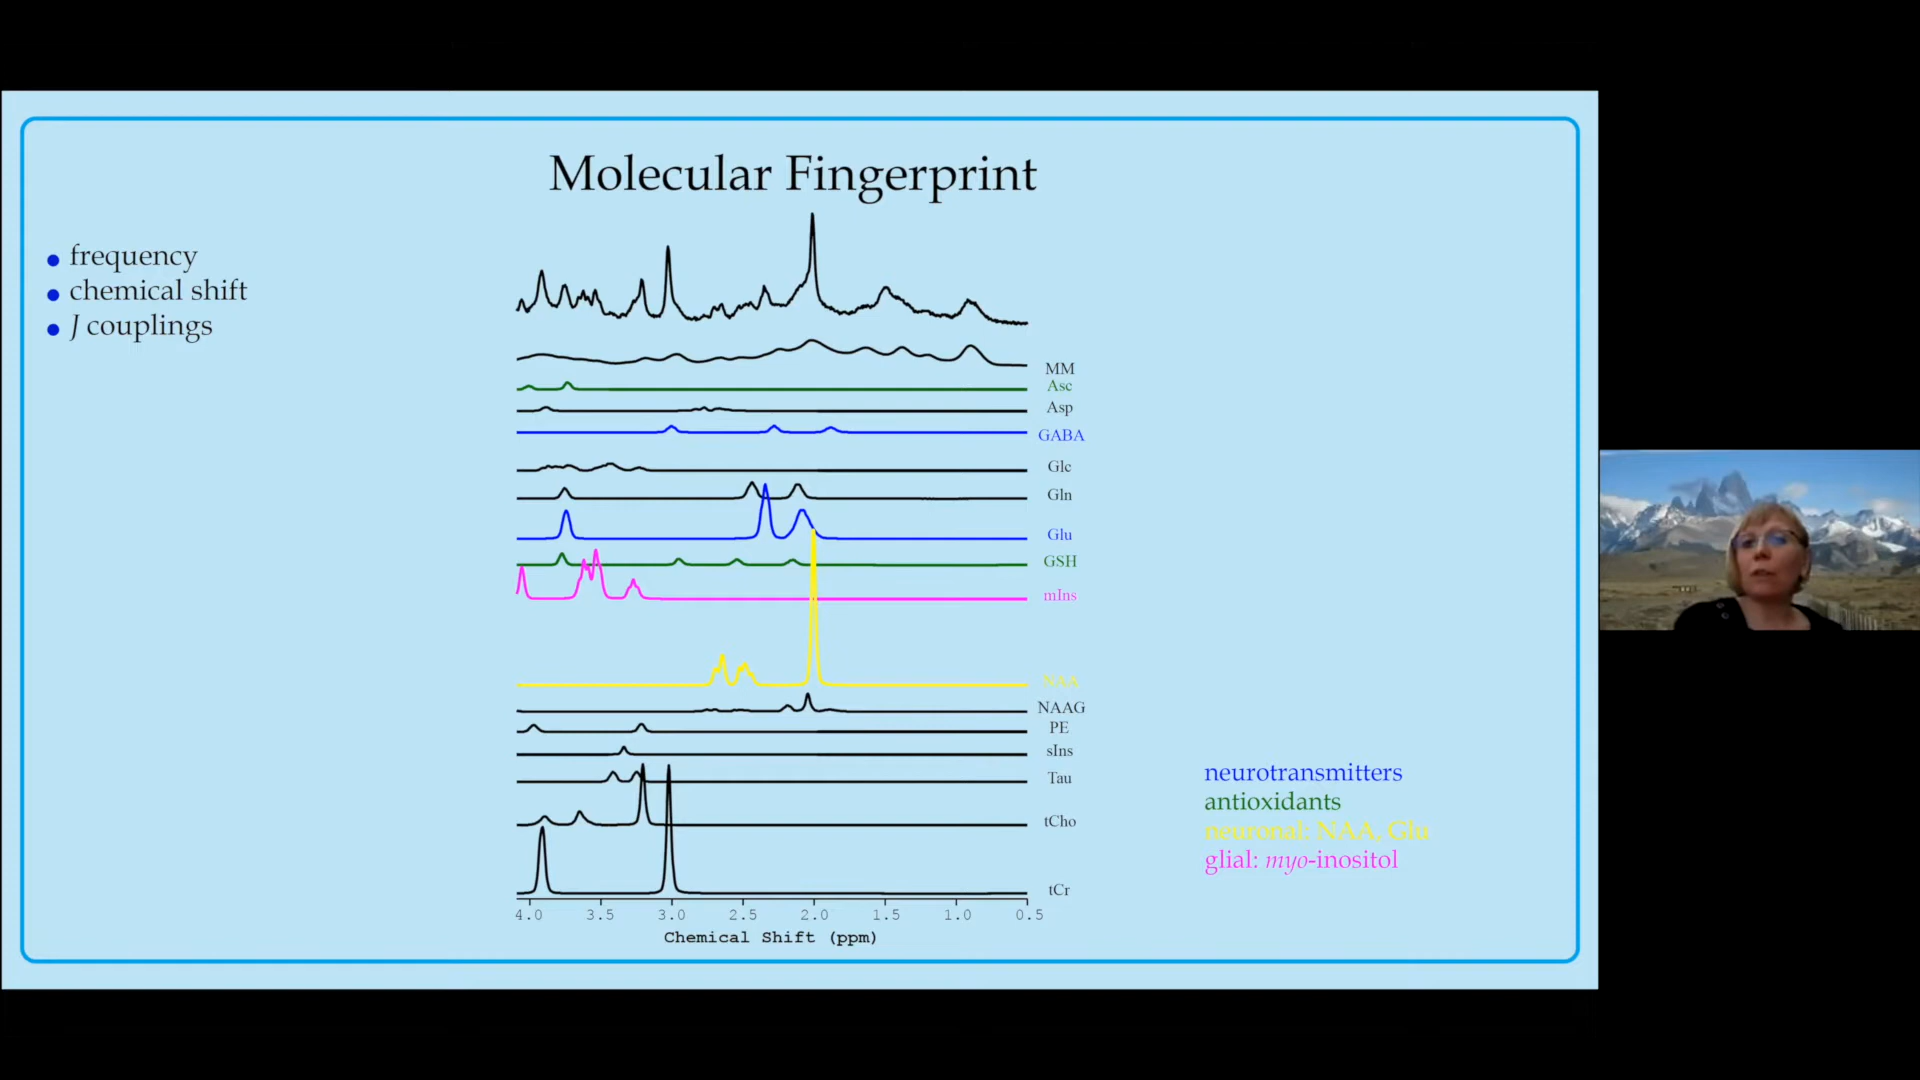 Molecular Fingerprint
frequency
chemical shift
J couplings
MM
Asc
Asp
GABA
Glc
Gln
Glu
GSH
mIns
NAA
NAAG
PE
sIns
Tau
tCho
tCr
4.0 3.5 3.0 2.5 2.0 1.5 1.0 0.5
Chemical Shift (ppm)
neurotransmitters
antioxidants
neuronal: NAA, Glu
glial: myo-inositol